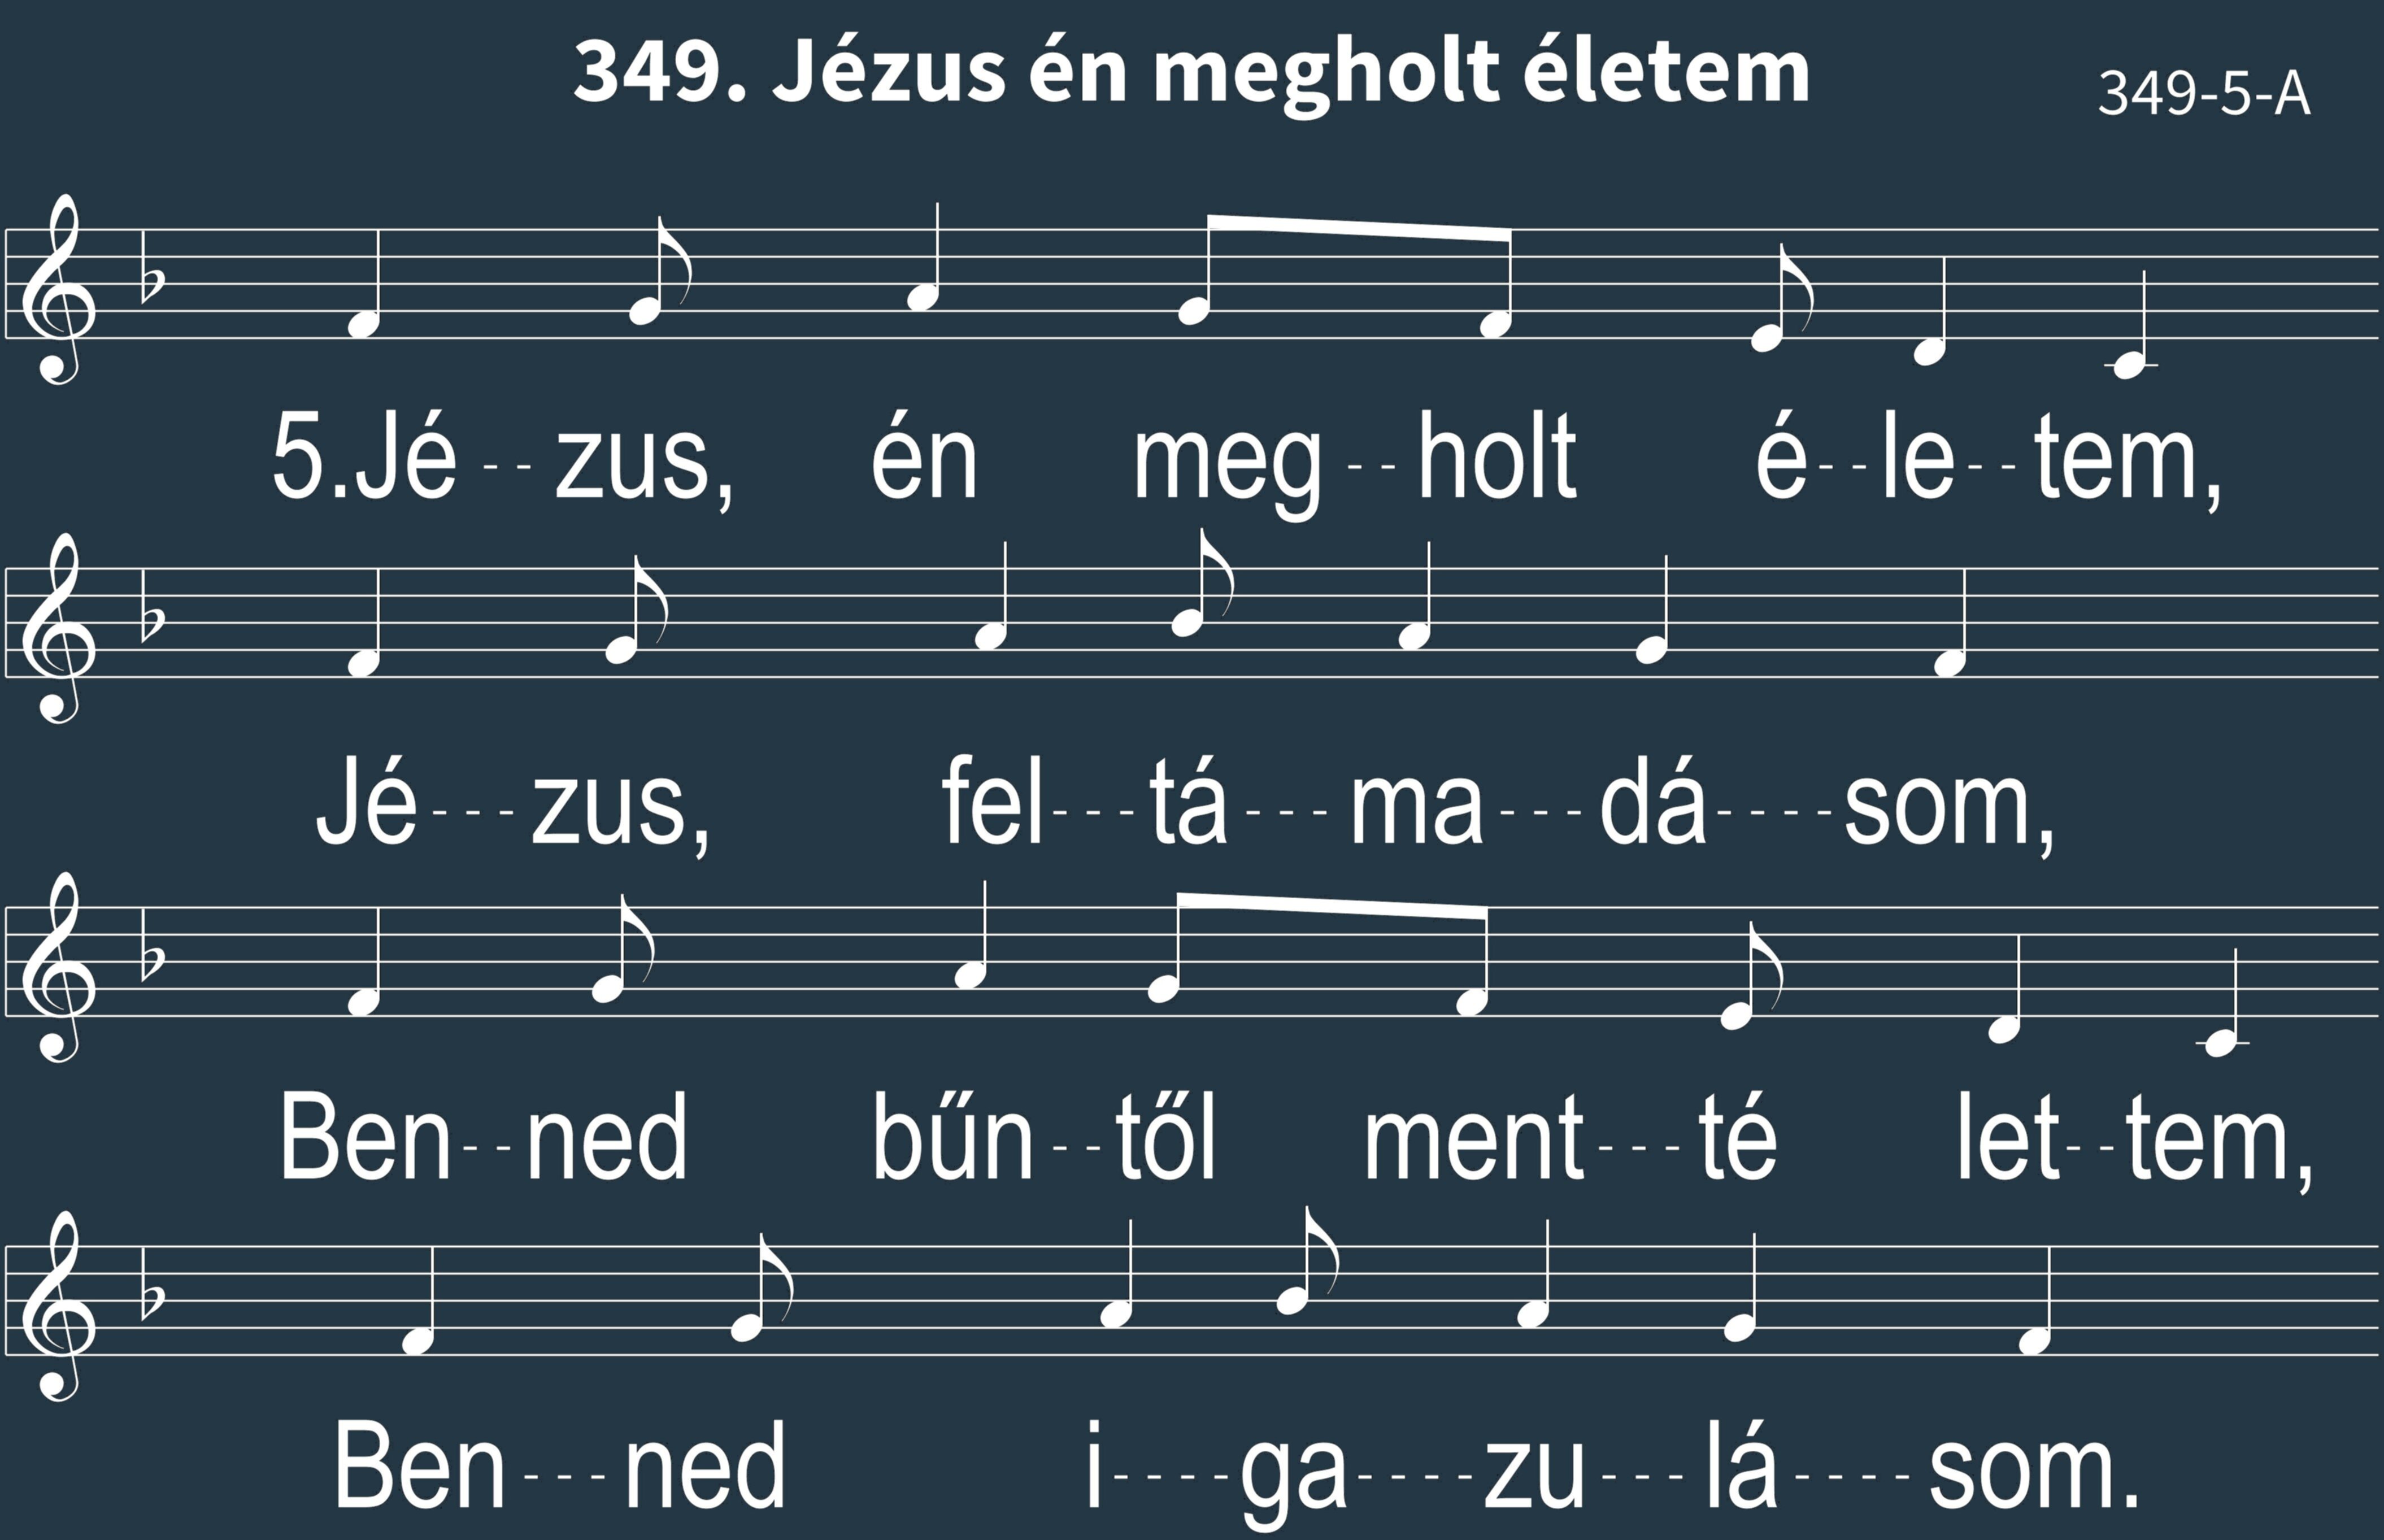 349. Jézus én megholt életem
349-5-A
5.Jé--zus, én meg--holt é--le--tem,
Jé---zus, fel---tá---ma---dá----som,
Ben--ned bűn--től ment---té let--tem,
Ben---ned i----ga----zu---lá----som.